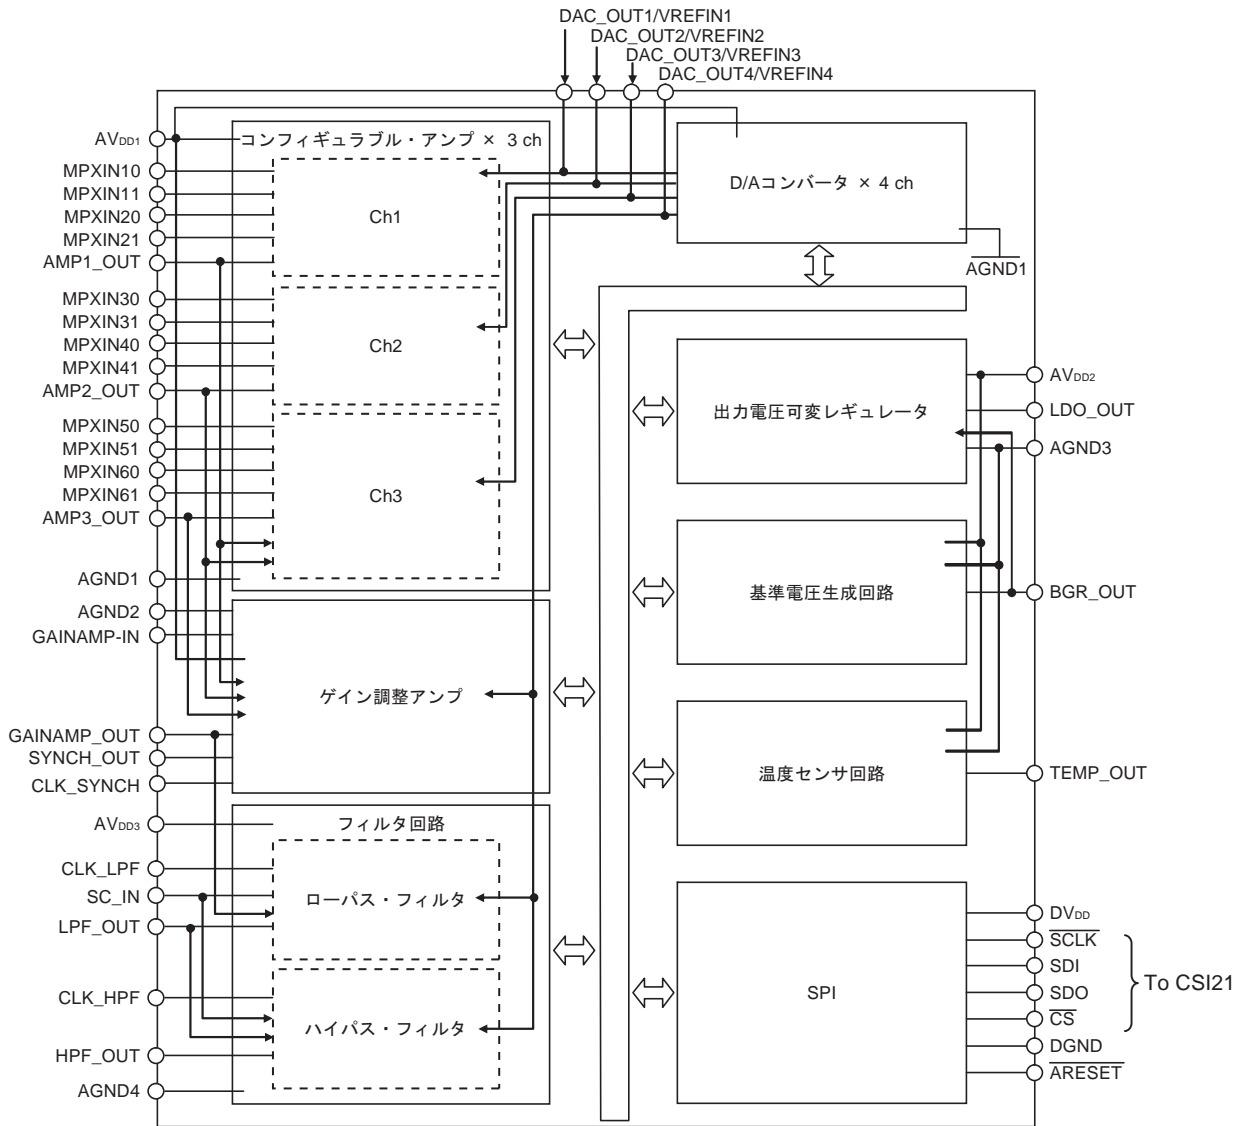 DAC_OUT1/VREFIN1
DAC_OUT2/VREFIN2
DAC_OUT3/VREFIN3
DAC_OUT4/VREFIN4
AVDD1
MPXIN10
MPXIN11
MPXIN20
MPXIN21
AMP1_OUT
MPXIN30
MPXIN31
MPXIN40
MPXIN41
AMP2_OUT
MPXIN50
MPXIN51
MPXIN60
MPXIN61
AMP3_OUT
AGND1
AGND2
GAINAMP-IN
GAINAMP_OUT
SYNCH_OUT
CLK_SYNCH
AVDD3
CLK_LPF
SC_IN
LPF_OUT
CLK_HPF
HPF_OUT
AGND4
コンフィギュラブル・アンプ × 3 ch
Ch1
Ch2
Ch3
ゲイン調整アンプ
フィルタ回路
ローパス・フィルタ
ハイパス・フィルタ
D/Aコンバータ × 4 ch
AGND1
出力電圧可変レギュレータ
基準電圧生成回路
温度センサ回路
SPI
AVDD2
LDO_OUT
AGND3
BGR_OUT
TEMP_OUT
DVDD
SCLK
SDI
SDO
CS
DGND
ARESET
To CSI21